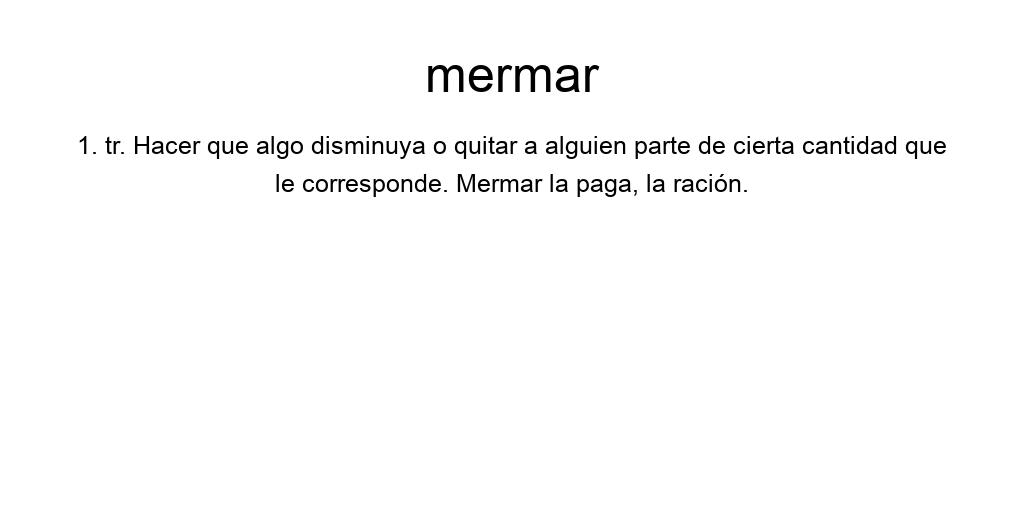 mermar
1. tr. Hacer que algo disminuya o quitar a alguien parte de cierta cantidad que
le corresponde. Mermar la paga, la ración.